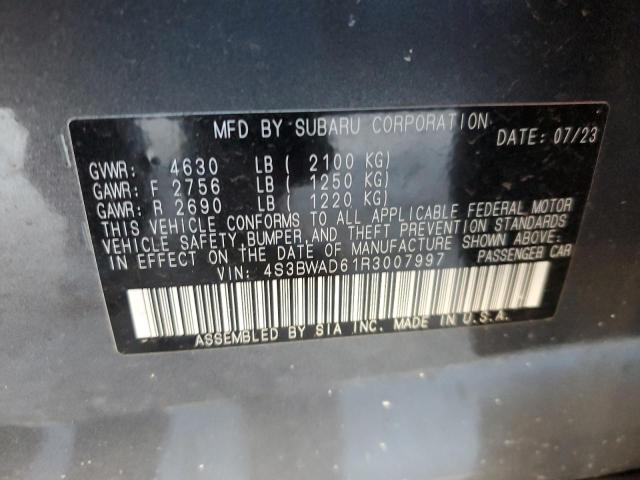 MFD BY SUBARU CORPORATION DATE: 07/23
GVWR: 4630 LB ( 2100 KG)
GAWR: F 2756 LB ( 1250 KG)
GAWR: R 2690 LB ( 1220 KG)
THIS VEHICLE CONFORMS TO ALL APPLICABLE FEDERAL MOTOR
VEHICLE SAFETY, BUMPER, AND THEFT PREVENTION STANDARDS
IN EFFECT ON THE DATE OF MANUFACTURE SHOWN ABOVE.
VIN: 4S3BWAD61R3007997 PASSENGER CAR
ASSEMBLED BY SIA INC. MADE IN U.S.A.